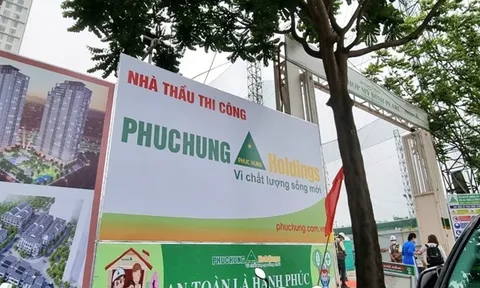 NHÀ THẦU THI CÔNG
PHUCHUNG Holdings
PHUC HUNG
Vì chất lượng sống mới
phuchung.com.vn
PHUCHUNG Holdings
AN TOÀN LÀ HẠNH PHÚC